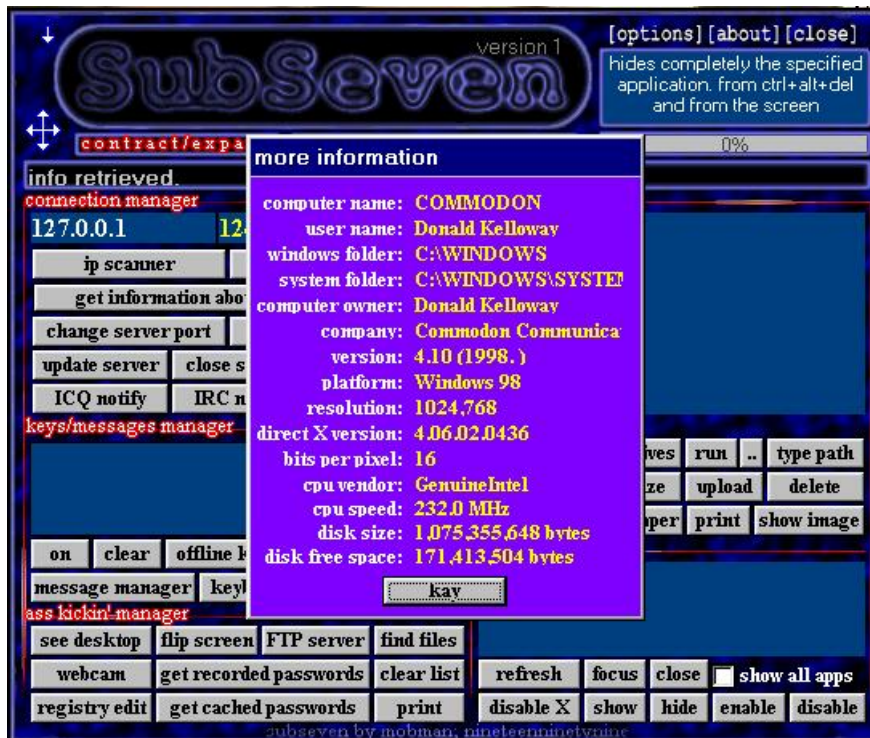 SubSeven
version 1
[options] [about] [close]
hides completely the specified
application. from ctrl+alt+del
and from the screen
contract/expa
0%
info retrieved.
connection manager
127.0.0.1
ip scanner
get information abo
change server port
update server
close s
ICQ notify
IRC n
keys/messages manager
on
clear
offline k
message manager
keyb
ass kickin' manager
see desktop
flip screen
FTP server
find files
webcam
get recorded passwords
clear list
registry edit
get cached passwords
print
more information
computer name: COMMODON
user name: Donald Kelloway
windows folder: C:\WINDOWS
system folder: C:\WINDOWS\SYSTEM
computer owner: Donald Kelloway
company: Commodon Communica
version: 4.10 (1998. )
platform: Windows 98
resolution: 1024,768
direct X version: 4.06.02.0436
bits per pixel: 16
cpu vendor: GenuineIntel
cpu speed: 232.0 MHz
disk size: 1,075,355,648 bytes
disk free space: 171,413,504 bytes
kay
ives
run
..
type path
ze
upload
delete
aper
print
show image
refresh
focus
close
show all apps
disable X
show
hide
enable
disable
subseven by mobman; nineteenninetynine